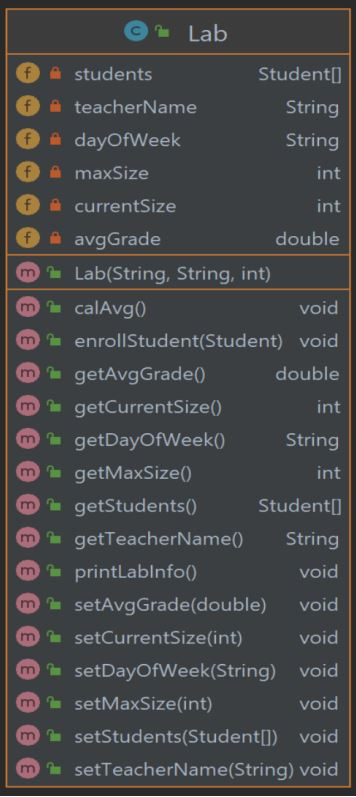 C Lab
f students Student[]
f teacherName String
f dayOfWeek String
f maxSize int
f currentSize int
f avgGrade double
m Lab(String, String, int)
m calAvg() void
m enrollStudent(Student) void
m getAvgGrade() double
m getCurrentSize() int
m getDayOfWeek() String
m getMaxSize() int
m getStudents() Student[]
m getTeacherName() String
m printLabInfo() void
m setAvgGrade(double) void
m setCurrentSize(int) void
m setDayOfWeek(String) void
m setMaxSize(int) void
m setStudents(Student[]) void
m setTeacherName(String) void